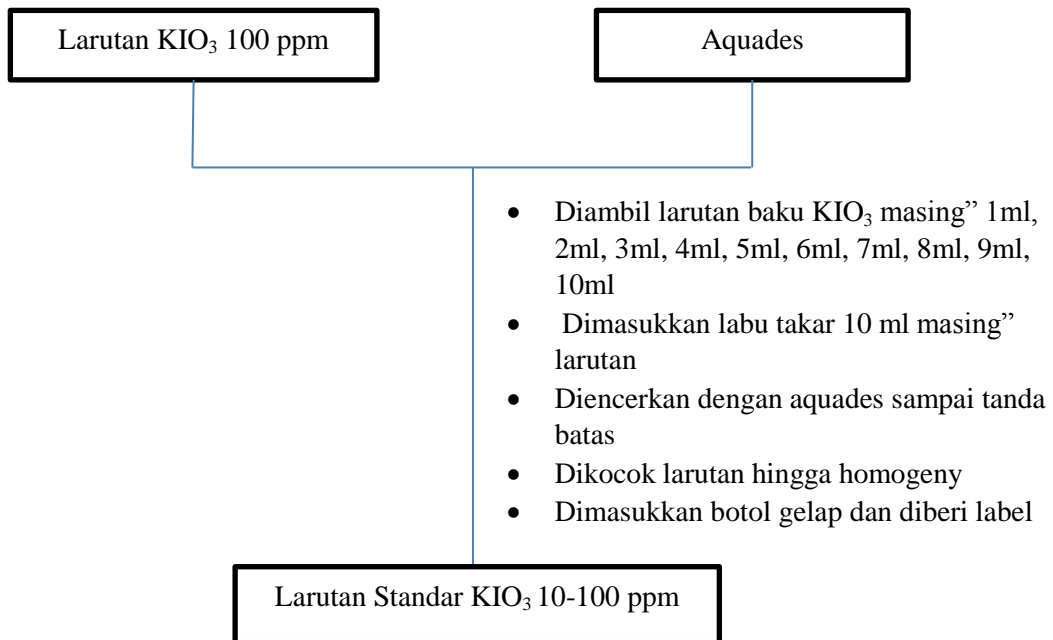 Larutan KIO₃ 100 ppm
Aquades
• Diambil larutan baku KIO₃ masing” 1ml,
2ml, 3ml, 4ml, 5ml, 6ml, 7ml, 8ml, 9ml,
10ml
• Dimasukkan labu takar 10 ml masing”
larutan
• Diencerkan dengan aquades sampai tanda
batas
• Dikocok larutan hingga homogeny
• Dimasukkan botol gelap dan diberi label
Larutan Standar KIO₃ 10-100 ppm